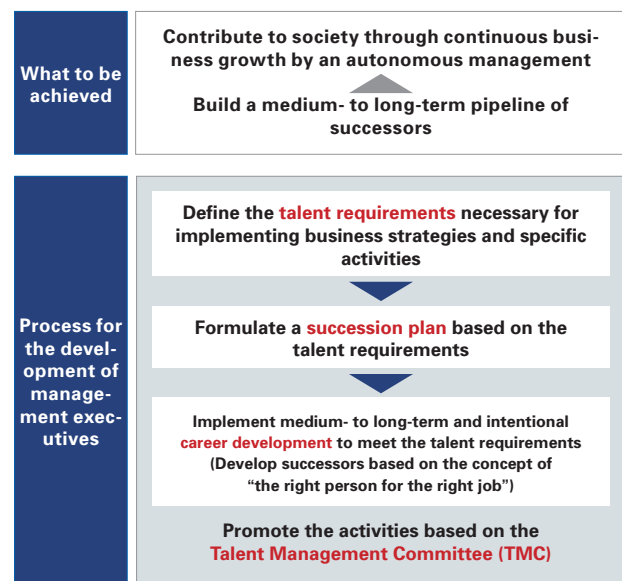 What to be
achieved
Contribute to society through continuous busi-
ness growth by an autonomous management
Build a medium- to long-term pipeline of
successors
Process for
the devel-
opment of
manage-
ment exec-
utives
Define the talent requirements necessary for
implementing business strategies and specific
activities
Formulate a succession plan based on the
talent requirements
Implement medium- to long-term and intentional
career development to meet the talent requirements
(Develop successors based on the concept of
“the right person for the right job”)
Promote the activities based on the
Talent Management Committee (TMC)